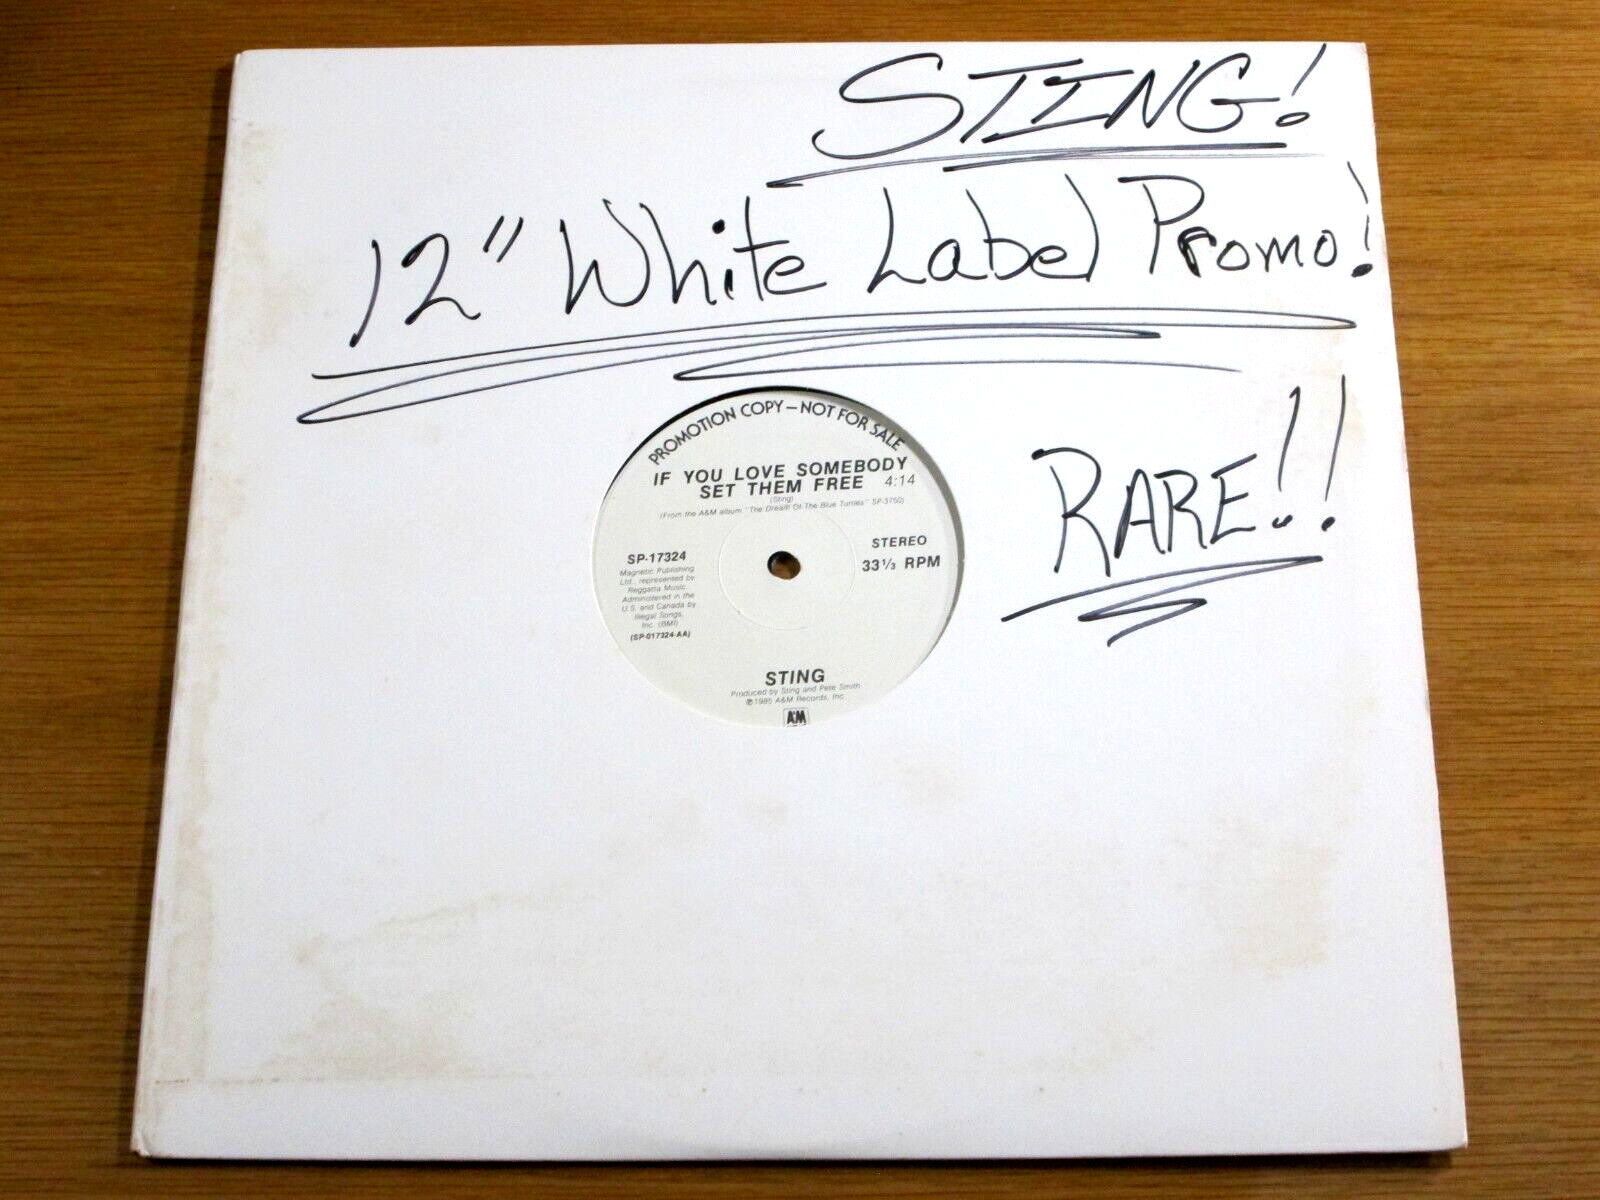 STING!
12" White Label Promo!
RARE!!
PROMOTION COPY—NOT FOR SALE
IF YOU LOVE SOMEBODY
SET THEM FREE 4:14
(Sting)
(From the A&M album "The Dream Of The Blue Turtles" SP-3750)
SP-17324
Magnetic Publishing
Ltd., represented by
Reggatta Music.
Administered in the
U.S. and Canada by
Illegal Songs,
Inc. (BMI)
(SP-017324-AA)
STEREO
33 1/3 RPM
STING
Produced by Sting and Pete Smith
℗1985 A&M Records, Inc.
A&M